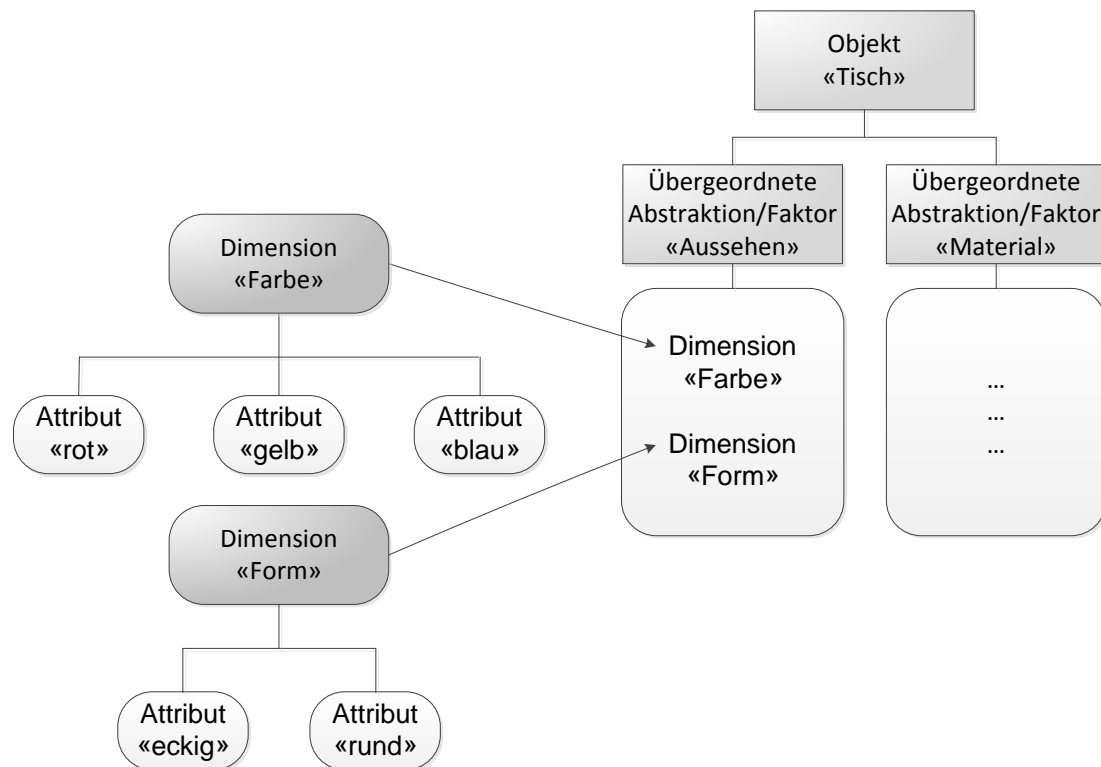 Objekt
«Tisch»
Übergeordnete
Abstraktion/Faktor
«Aussehen»
Übergeordnete
Abstraktion/Faktor
«Material»
Dimension
«Farbe»
Dimension
«Form»
...
...
...
Dimension
«Farbe»
Attribut
«rot»
Attribut
«gelb»
Attribut
«blau»
Dimension
«Form»
Attribut
«eckig»
Attribut
«rund»